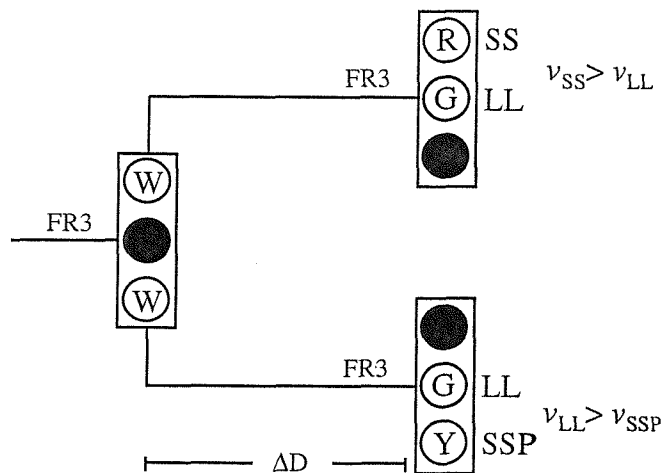 R SS
FR3
G LL
v_SS > v_LL
W
FR3
W
FR3
G LL
Y SSP
v_LL > v_SSP
ΔD